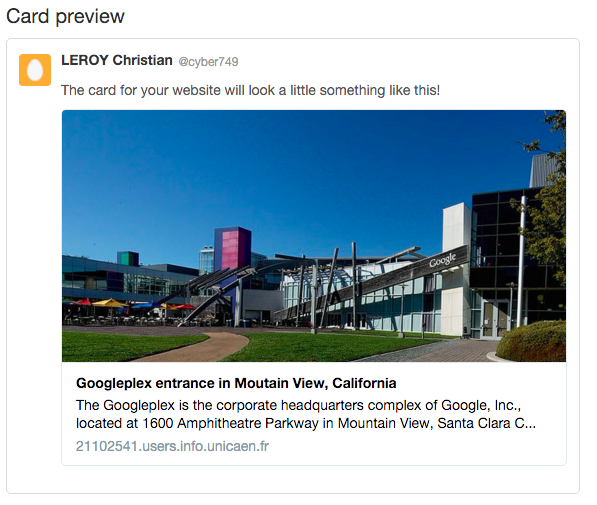 Card preview
LEROY Christian @cyber749
The card for your website will look a little something like this!
Google
Googleplex entrance in Moutain View, California
The Googleplex is the corporate headquarters complex of Google, Inc.,
located at 1600 Amphitheatre Parkway in Mountain View, Santa Clara C...
21102541.users.info.unicaen.fr